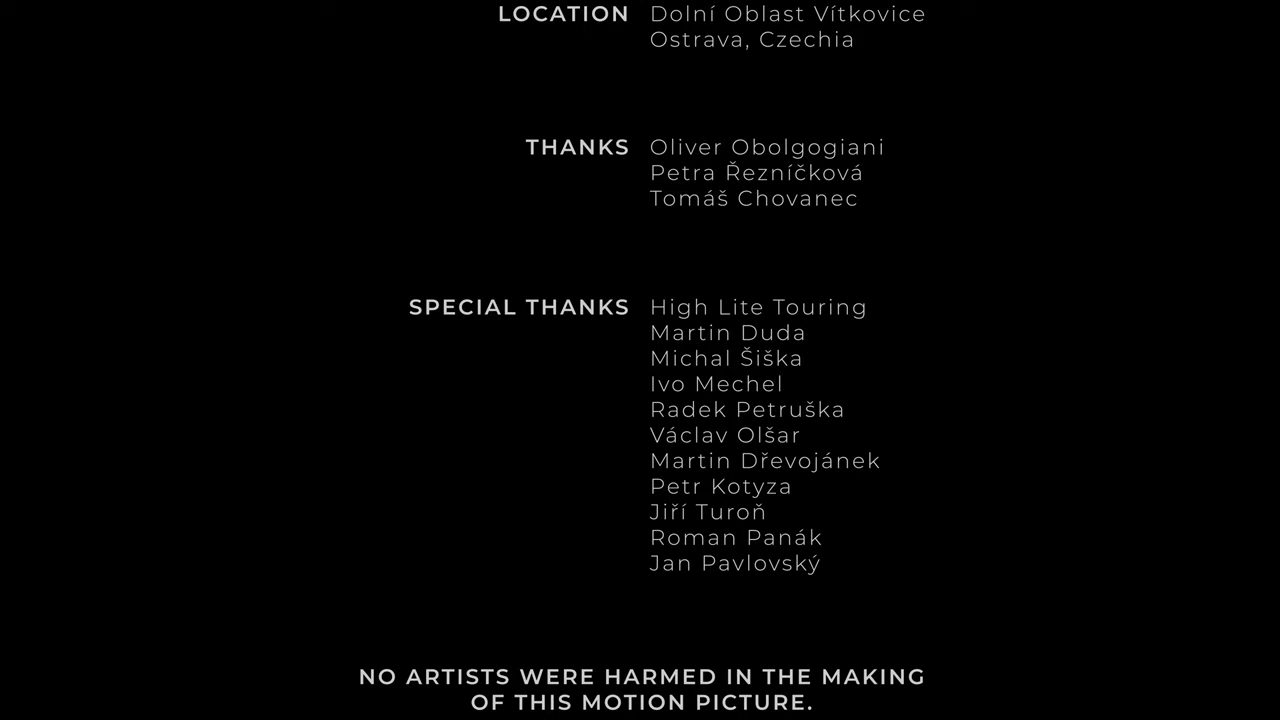 LOCATION Dolní Oblast Vítkovice
Ostrava, Czechia
THANKS Oliver Obolgogiani
Petra Řezníčková
Tomáš Chovanec
SPECIAL THANKS High Lite Touring
Martin Duda
Michal Šiška
Ivo Mechel
Radek Petruška
Václav Olšar
Martin Dřevojánek
Petr Kotyza
Jiří Turoň
Roman Panák
Jan Pavlovský
NO ARTISTS WERE HARMED IN THE MAKING
OF THIS MOTION PICTURE.